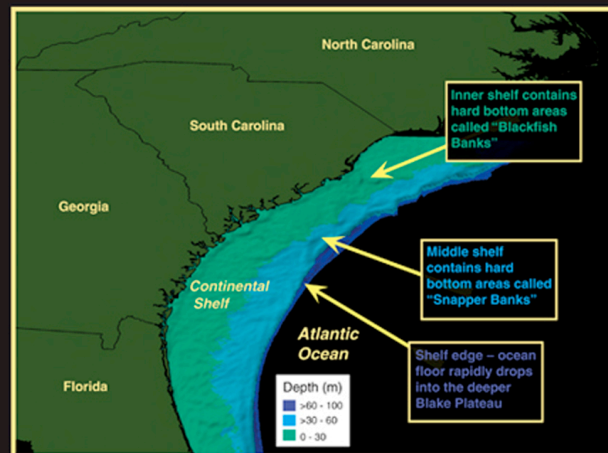 North Carolina
Inner shelf contains
hard bottom areas
called “Blackfish
Banks”
South Carolina
Georgia
Middle shelf
contains hard
bottom areas called
“Snapper Banks”
Continental
Shelf
Atlantic
Ocean
Shelf edge – ocean
floor rapidly drops
into the deeper
Blake Plateau
Florida
Depth (m)
>60 - 100
>30 - 60
0 - 30